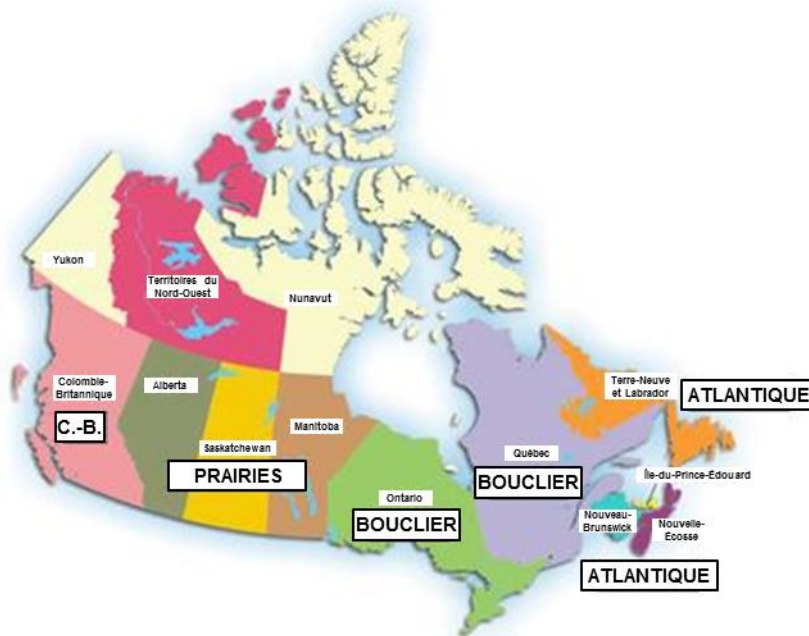 Yukon
Territoires du
Nord-Ouest
Nunavut
Colombie-
Britannique
C.-B.
Alberta
Saskatchewan
Manitoba
PRAIRIES
Ontario
BOUCLIER
Québec
BOUCLIER
Terre-Neuve
et Labrador
ATLANTIQUE
Île-du-Prince-Édouard
Nouveau-
Brunswick
Nouvelle-
Écosse
ATLANTIQUE